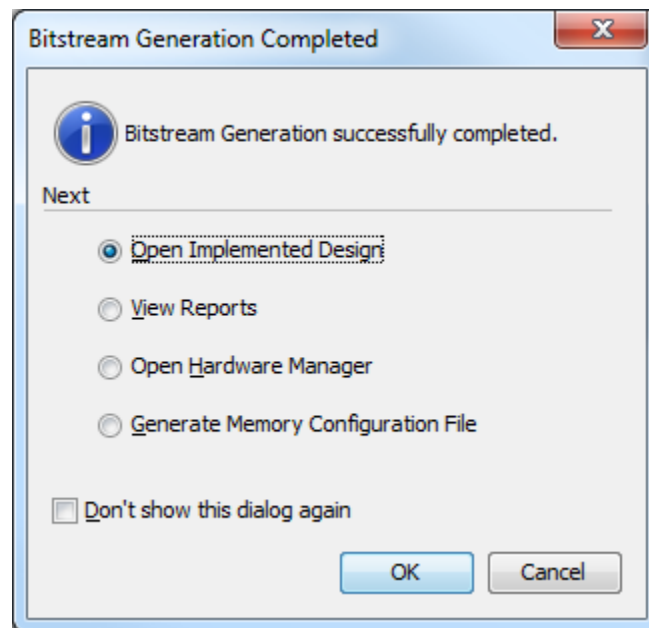 Bitstream Generation Completed
Bitstream Generation successfully completed.
Next
Open Implemented Design
View Reports
Open Hardware Manager
Generate Memory Configuration File
Don't show this dialog again
OK Cancel